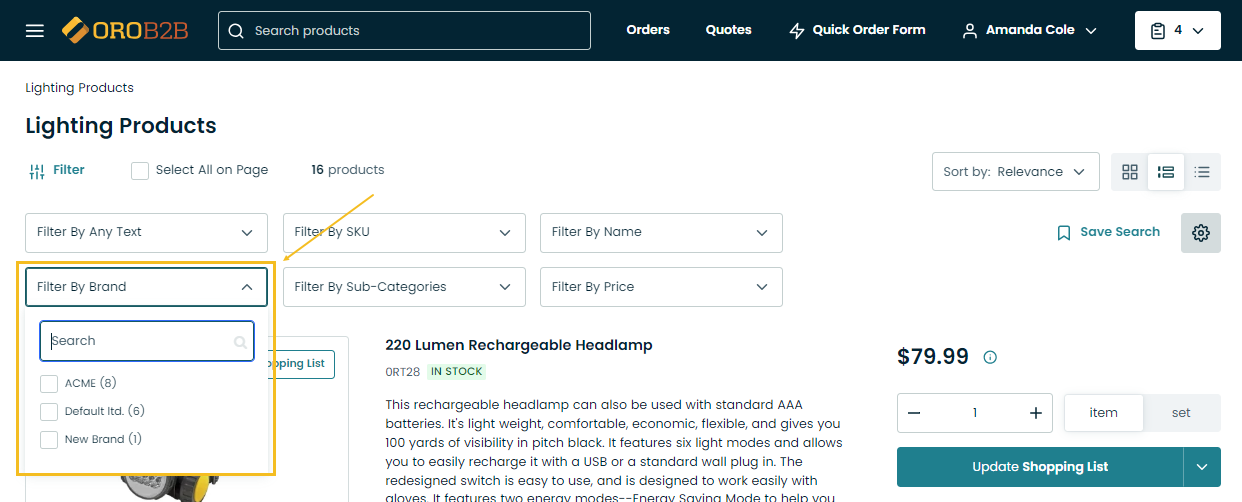 OROB2B
Search products
Orders
Quotes
Quick Order Form
Amanda Cole
4
Lighting Products
Lighting Products
Filter
Select All on Page
16 products
Sort by: Relevance
Filter By Any Text
Filter By SKU
Filter By Name
Save Search
Filter By Brand
Filter By Sub-Categories
Filter By Price
Search
ACME (8)
Default ltd. (6)
New Brand (1)
Shopping List
220 Lumen Rechargeable Headlamp
0RT28 IN STOCK
This rechargeable headlamp can also be used with standard AAA
batteries. It's light weight, comfortable, economic, flexible, and gives you
100 yards of visibility in pitch black. It features six light modes and allows
you to easily recharge it with a USB or a standard wall plug in. The
redesigned switch is easy to use, and is designed to work easily with
gloves. It features two energy modes--Energy Saving Mode to help you
$79.99
1
item
set
Update Shopping List